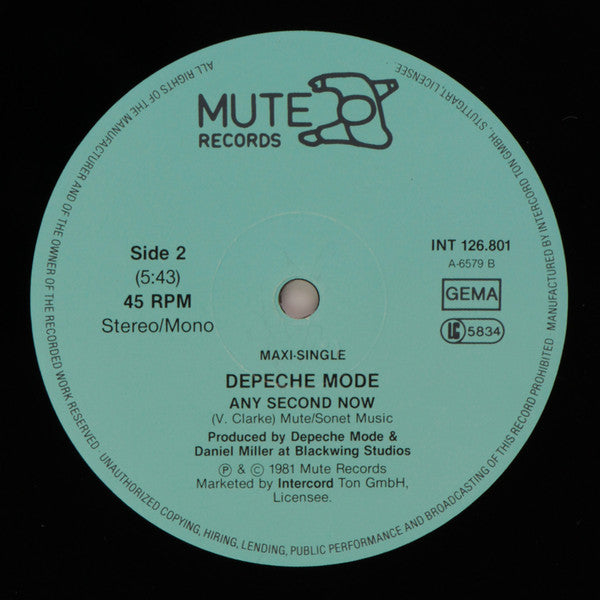 MUTE
RECORDS
Side 2
(5:43)
45 RPM
Stereo/Mono
INT 126.801
A-6579 B
GEMA
LC 5834
MAXI-SINGLE
DEPECHE MODE
ANY SECOND NOW
(V. Clarke) Mute/Sonet Music
Produced by Depeche Mode &
Daniel Miller at Blackwing Studios
Ⓟ & © 1981 Mute Records
Marketed by Intercord Ton GmbH,
Licensee.
ALL RIGHTS OF THE MANUFACTURER AND OF THE OWNER OF THE RECORDED WORK RESERVED · UNAUTHORIZED COPYING, HIRING, LENDING, PUBLIC PERFORMANCE AND BROADCASTING OF THIS RECORD PROHIBITED · MANUFACTURED BY INTERCORD TON GMBH, STUTTGART, LICENSEE.